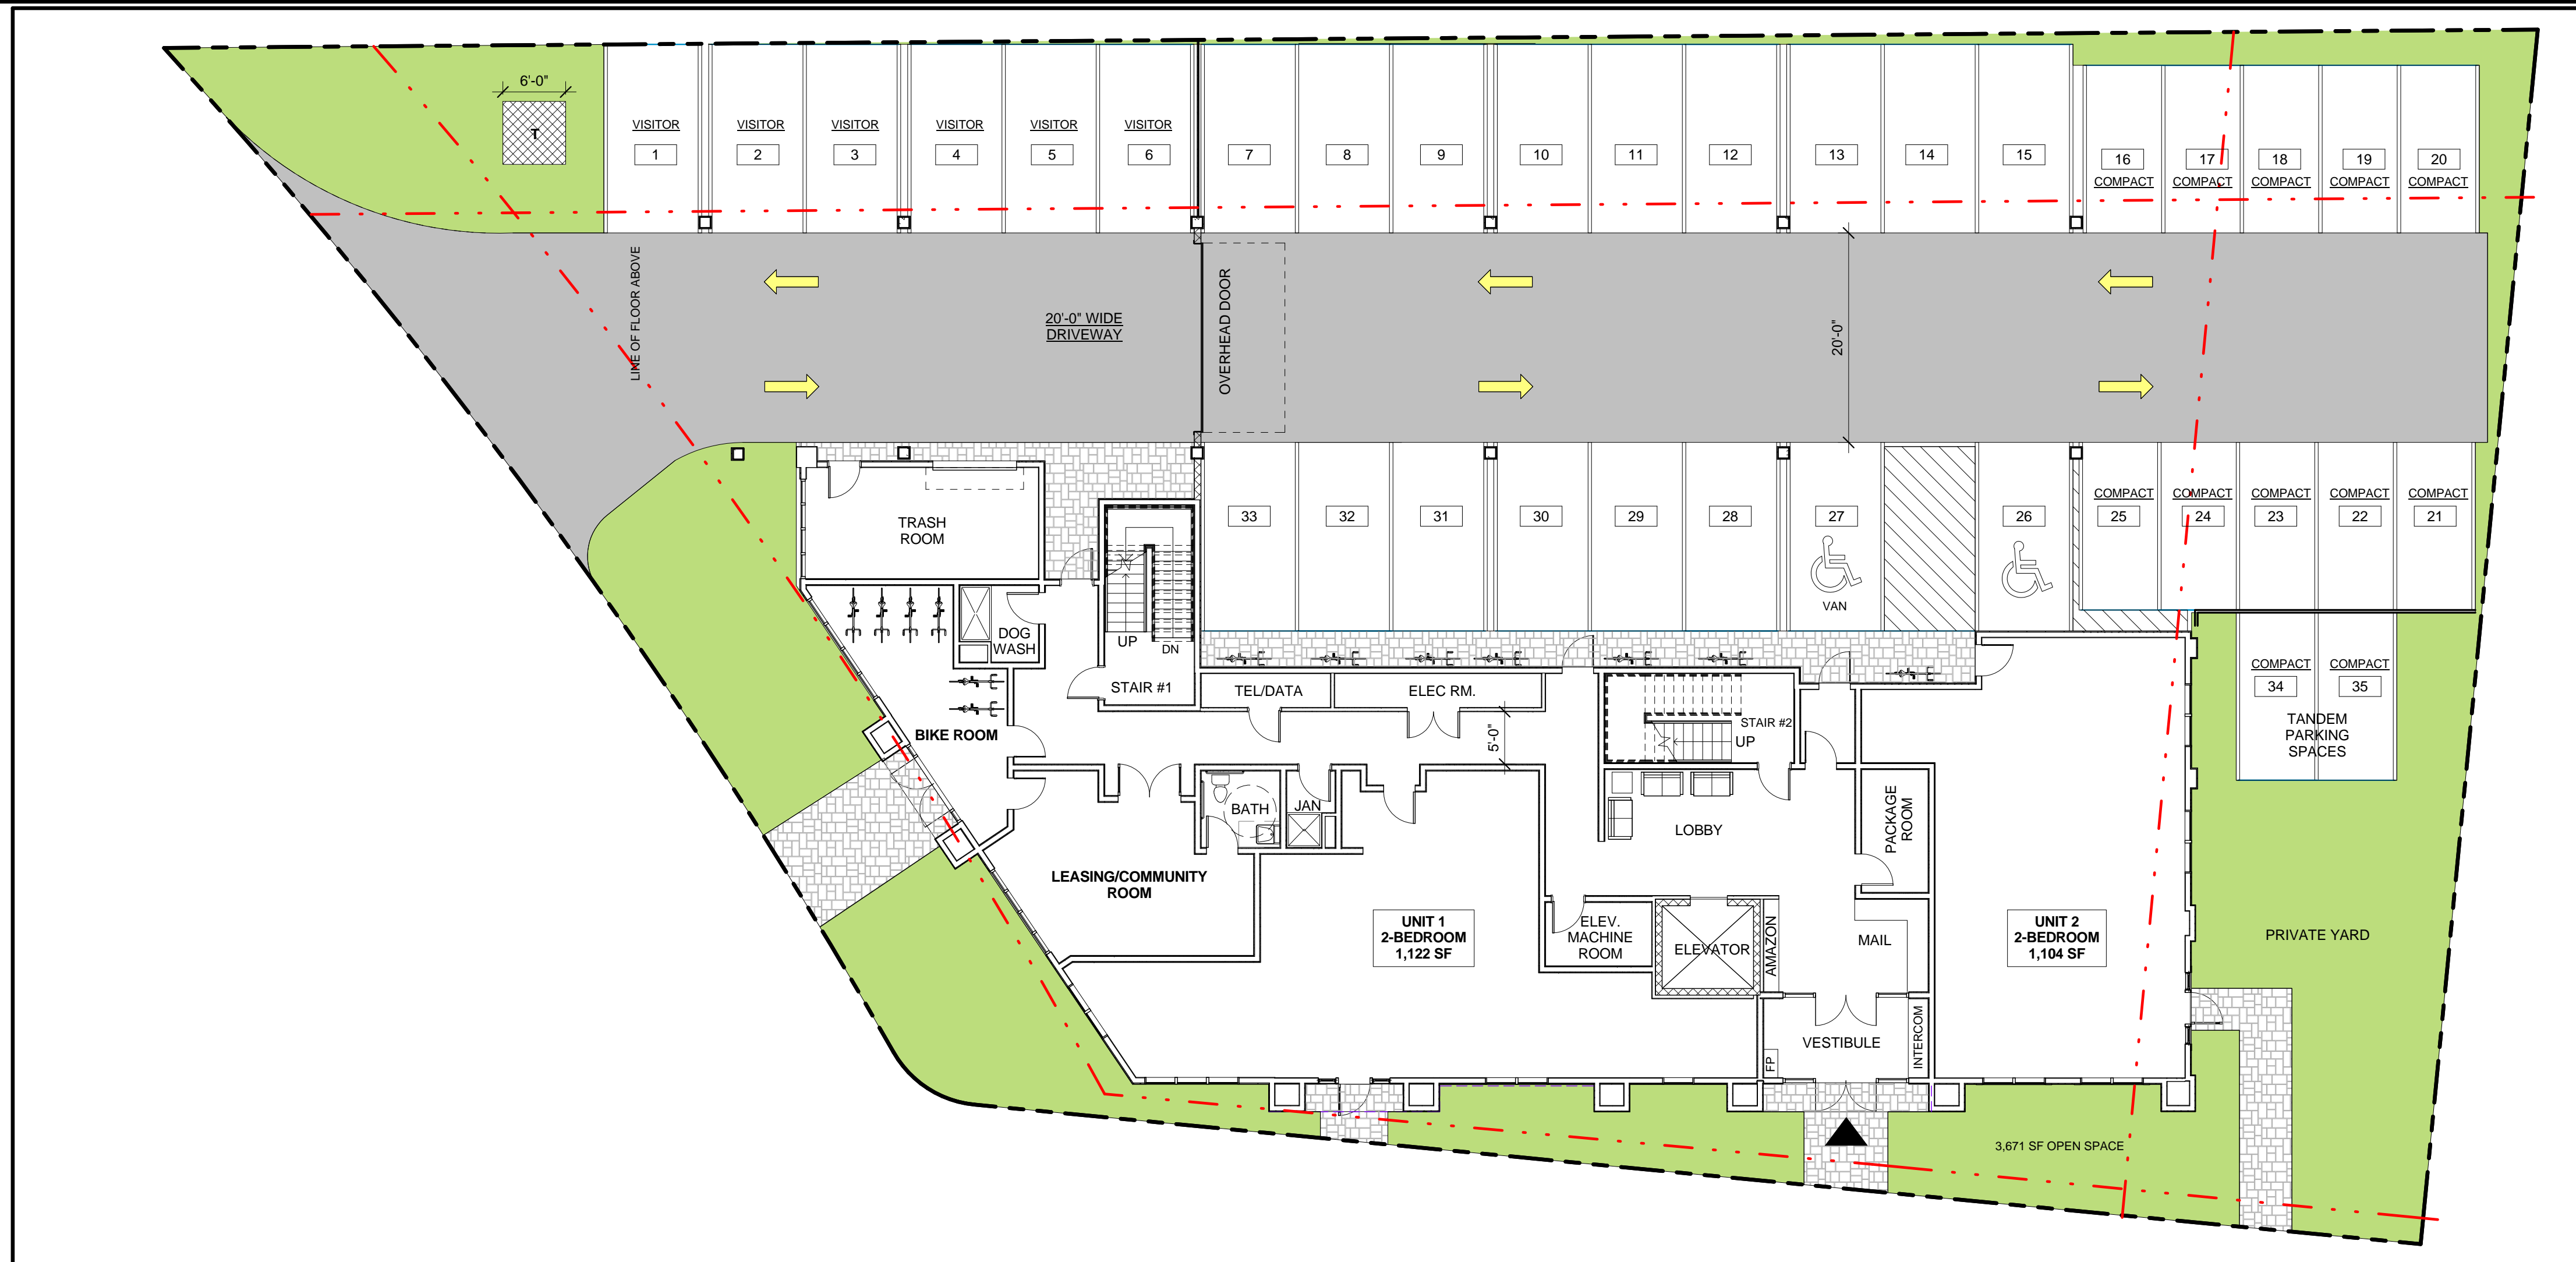 6'-0"
T
VISITOR
1
VISITOR
2
VISITOR
3
VISITOR
4
VISITOR
5
VISITOR
6
7
8
9
10
11
12
13
14
15
16
COMPACT
17
COMPACT
18
COMPACT
19
COMPACT
20
COMPACT
LINE OF FLOOR ABOVE
20'-0" WIDE
DRIVEWAY
OVERHEAD DOOR
20'-0"
33
32
31
30
29
28
27
VAN
26
COMPACT
25
COMPACT
24
COMPACT
23
COMPACT
22
COMPACT
21
COMPACT
34
COMPACT
35
TANDEM
PARKING
SPACES
TRASH
ROOM
DOG
WASH
UP
DN
STAIR #1
TEL/DATA
ELEC RM.
5'-0"
STAIR #2
UP
BIKE ROOM
BATH
JAN
LOBBY
PACKAGE
ROOM
LEASING/COMMUNITY
ROOM
UNIT 1
2-BEDROOM
1,122 SF
ELEV.
MACHINE
ROOM
ELEVATOR
AMAZON
MAIL
UNIT 2
2-BEDROOM
1,104 SF
PRIVATE YARD
VESTIBULE
FP
INTERCOM
3,671 SF OPEN SPACE